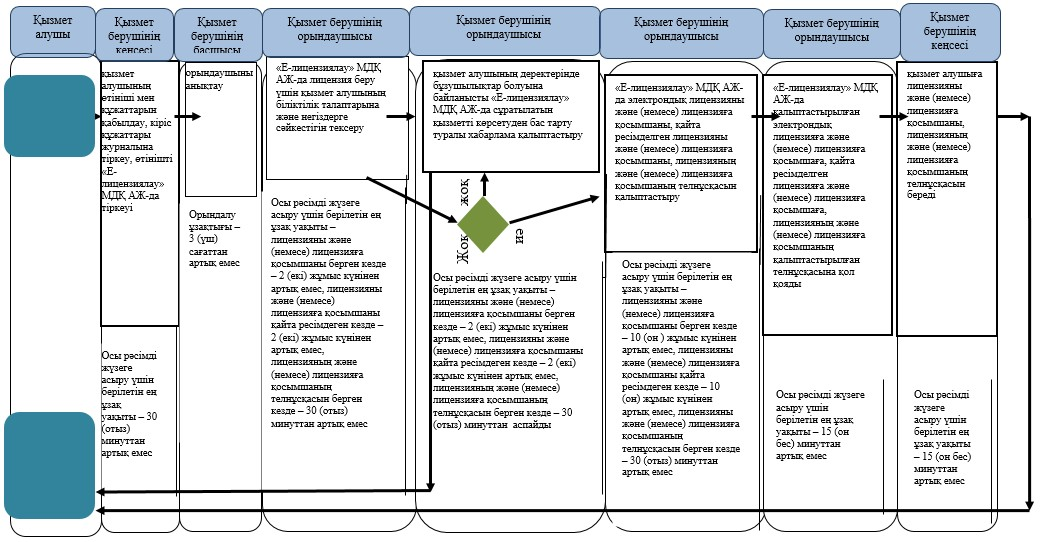 Қызмет
алушы
Қызмет
берушінің
кеңсесі
Қызмет
берушінің
басшысы
Қызмет берушінің
орындаушысы
Қызмет берушінің
орындаушысы
Қызмет берушінің
орындаушысы
Қызмет берушінің
орындаушысы
Қызмет
берушінің
кеңсесі
қызмет
алушының
өтініші мен
құжаттарын
қабылдау, кіріс
құжаттары
журналына
тіркеу, өтінішті
«Е-
лицензиялау»
МДҚ АЖ-да
тіркеуі
Осы рәсімді
жүзеге
асыру үшін
берілетін ең
ұзақ
уақыты – 30
(отыз)
минуттан
артық емес
орындаушыны
анықтау
Орындалу
ұзақтығы –
3 (үш)
сағаттан
артық емес
«Е-лицензиялау» МДҚ
АЖ-да лицензия беру
үшін қызмет алушының
біліктілік талаптарына
және негіздерге
сәйкестігін тексеру
Осы рәсімді жүзеге
асыру үшін берілетін ең
ұзақ уақыты –
лицензияны және
(немесе) лицензияға
қосымшаны берген кезде
– 2 (екі) жұмыс күнінен
артық емес, лицензияны
және (немесе)
лицензияға қосымшаны
қайта ресімдеген кезде –
2 (екі) жұмыс күнінен
артық емес,
лицензияның және
(немесе) лицензияға
қосымшаның
телнұсқасын берген
кезде – 30 (отыз)
минуттан артық емес
қызмет алушының деректерінде
бұзушылықтар болуына
байланысты «Е-лицензиялау»
МДҚ АЖ-да сұратылатын
қызметті көрсетуден бас тарту
туралы хабарлама қалыптастыру
Жоқ
жоқ
иә
Осы рәсімді жүзеге асыру үшін
берілетін ең ұзақ уақыты –
лицензияны және (немесе)
лицензияға қосымшаны берген
кезде – 2 (екі) жұмыс күнінен
артық емес, лицензияны және
(немесе) лицензияға қосымшаны
қайта ресімдеген кезде – 2 (екі)
жұмыс күнінен артық емес,
лицензияның және (немесе)
лицензияға қосымшаның
телнұсқасын берген кезде – 30
(отыз) минуттан аспайды
«Е-лицензиялау» МДҚ АЖ-
да электрондық лицензияны
және (немесе) лицензияға
қосымшаны, қайта
ресімделген лицензияны
және (немесе) лицензияға
қосымшаны, лицензияның
және (немесе) лицензияға
қосымшаның телнұсқасын
қалыптастыру
Осы рәсімді жүзеге
асыру үшін берілетін ең
ұзақ уақыты –
лицензияны және
(немесе) лицензияға
қосымшаны берген кезде
– 10 (он ) жұмыс күнінен
артық емес, лицензияны
және (немесе) лицензияға
қосымшаны қайта
ресімдеген кезде – 10
(он) жұмыс күнінен
артық емес, лицензияны
және (немесе) лицензияға
қосымшаның
телнұсқасын берген кезде
– 30 (отыз) минуттан
артық емес
«Е-лицензиялау» МДҚ
АЖ-да
қалыптастырылған
электрондық
лицензияға және
(немесе) лицензияға
қосымшаға, қайта
ресімделген
лицензияға және
(немесе) лицензияға
қосымшаға,
лицензияның және
(немесе) лицензияға
қосымшаның
қалыптастырылған
телнұсқасына қол
қояды
Осы рәсімді жүзеге
асыру үшін
берілетін ең ұзақ
уақыты – 15 (он
бес) минуттан
артық емес
қызмет алушыға
лицензияны
және (немесе)
лицензияға
қосымшаны,
лицензияның
және (немесе)
лицензияға
қосымшаның
телнұсқасын
береді
Осы рәсімді
жүзеге
асыру үшін
берілетін ең
ұзақ уақыты
– 15 (он бес)
минуттан
артық емес